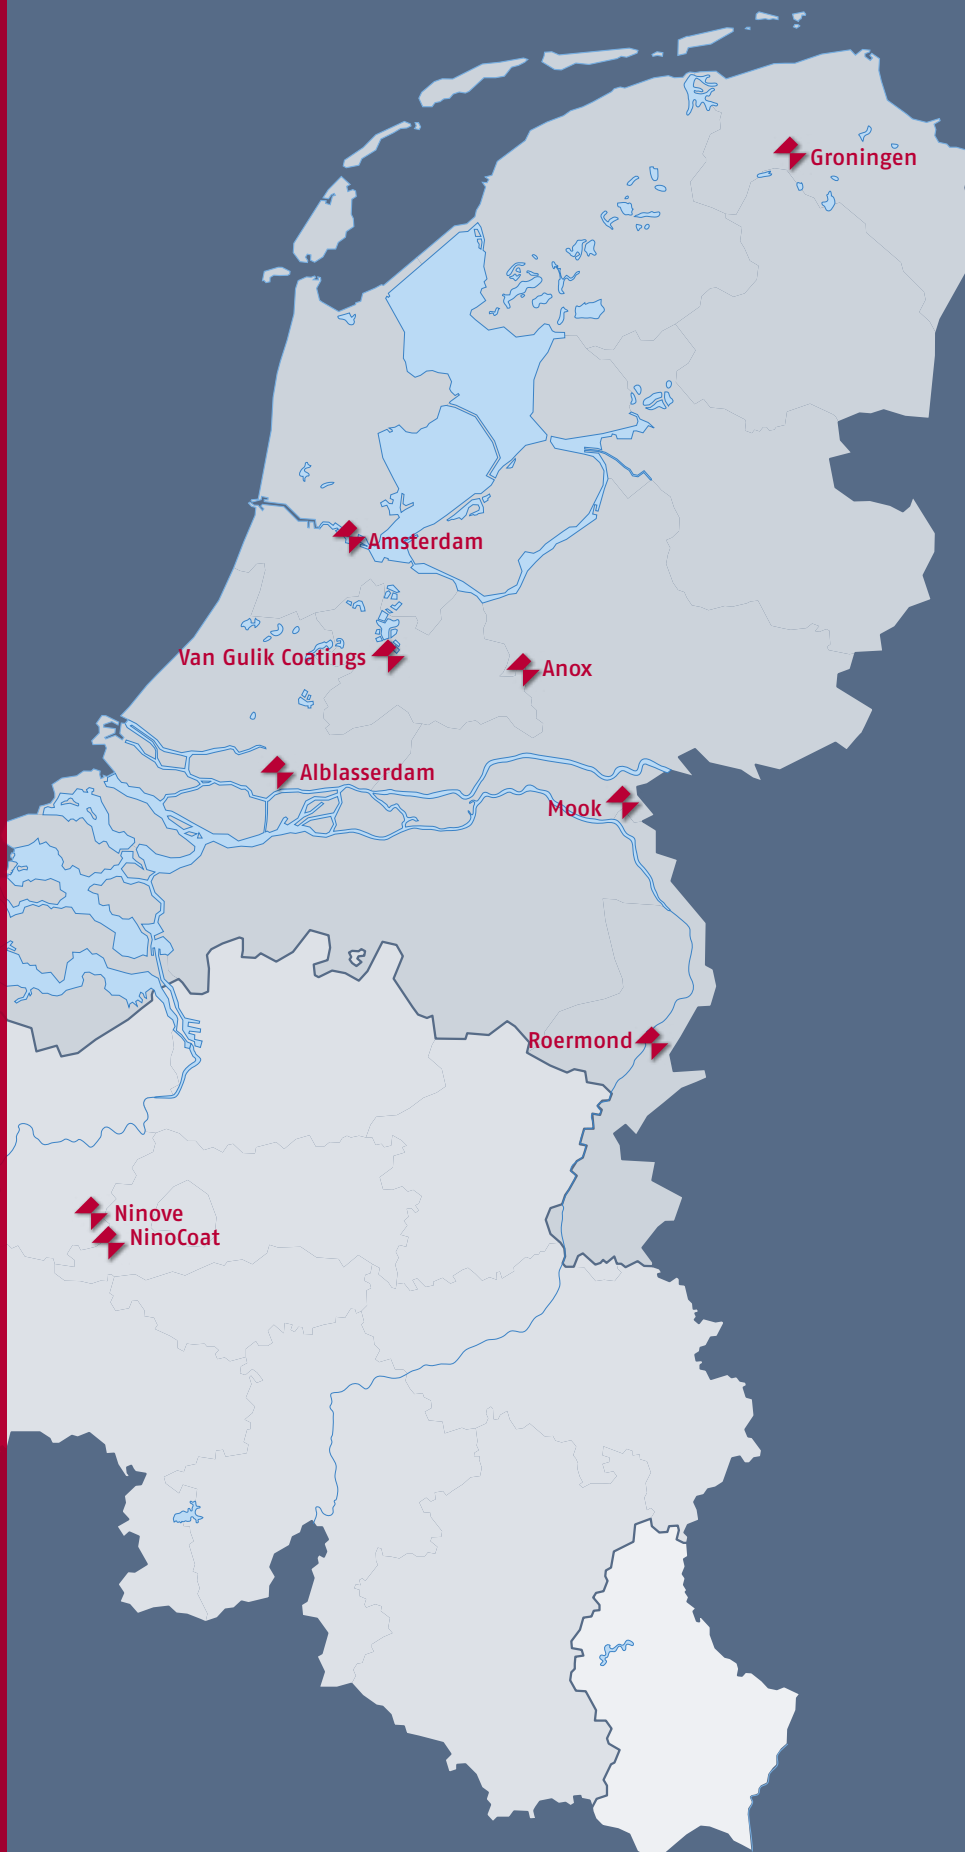 Groningen
Amsterdam
Van Gulik Coatings
Anox
Alblasserdam
Mook
Roermond
Ninove
NinoCoat